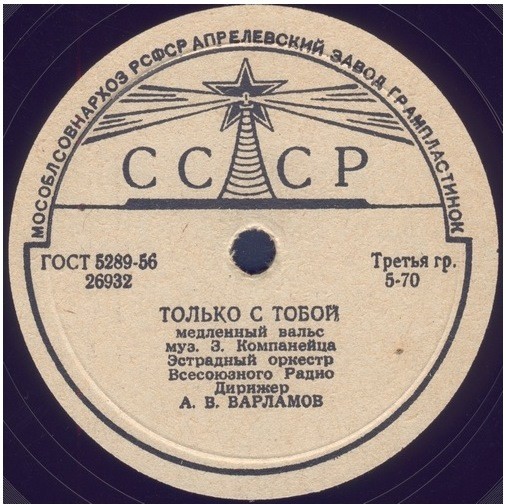 МОСОБЛСОВНАРХОЗ РСФСР АПРЕЛЕВСКИЙ ЗАВОД ГРАМПЛАСТИНОК
СССР
ГОСТ 5289-56
26932
Третья гр.
5-70
ТОЛЬКО С ТОБОЙ
медленный вальс
муз. З. Компанейца
Эстрадный оркестр
Всесоюзного Радио
Дирижер
А. В. ВАРЛАМОВ